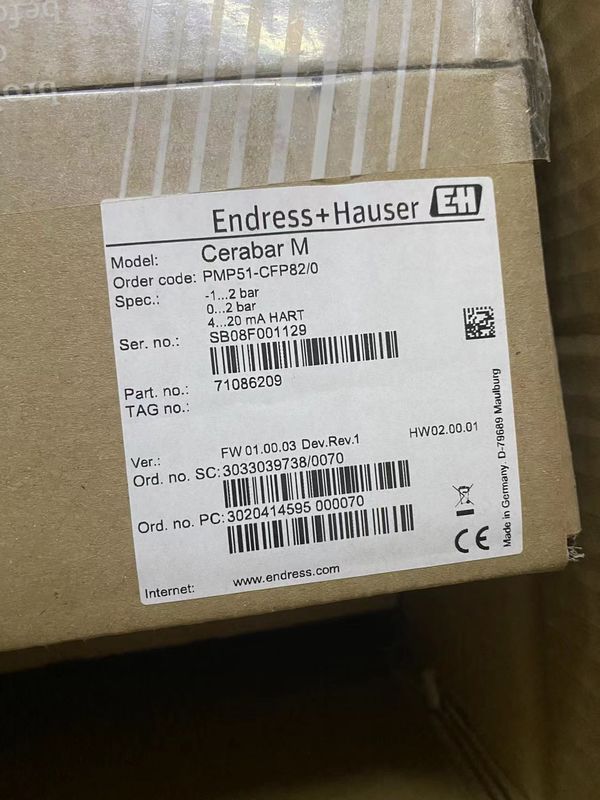 Endress+Hauser EH
Model: Cerabar M
Order code: PMP51-CFP82/0
Spec.: -1...2 bar
0...2 bar
4...20 mA HART
Ser. no.: SB08F001129
Part. no.: 71086209
TAG no.:
Ver.: FW 01.00.03 Dev.Rev.1 HW02.00.01
Ord. no. SC: 3033039738/0070
Ord. no. PC: 3020414595 000070
Internet: www.endress.com
Made in Germany. D-79689 Maulburg
CE